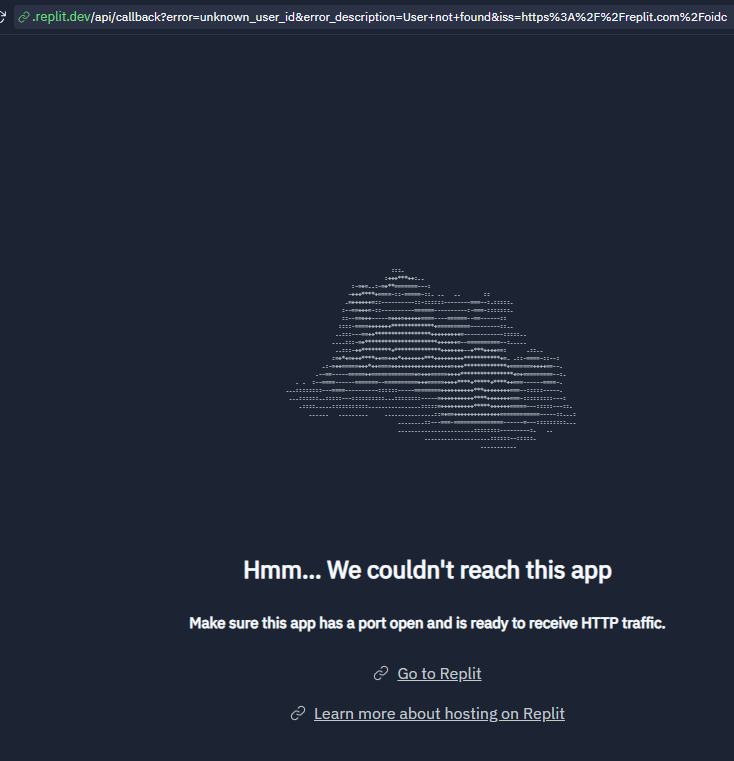 .replit.dev/api/callback?error=unknown_user_id&error_description=User+not+found&iss=https%3A%2F%2Freplit.com%2Foidc
Hmm... We couldn't reach this app
Make sure this app has a port open and is ready to receive HTTP traffic.
Go to Replit
Learn more about hosting on Replit